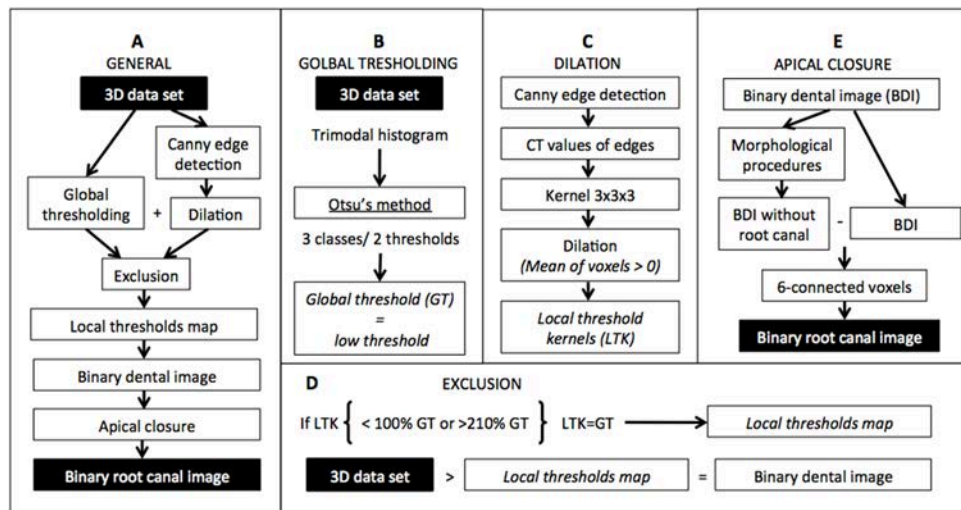 A
GENERAL
3D data set
Canny edge
detection
Global
thresholding
+
Dilation
Exclusion
Local thresholds map
Binary dental image
Apical closure
Binary root canal image
B
GOLBAL TRESHOLDING
3D data set
Trimodal histogram
Otsu's method
3 classes/ 2 thresholds
Global threshold (GT)
=
low threshold
C
DILATION
Canny edge detection
CT values of edges
Kernel 3x3x3
Dilation
(Mean of voxels > 0)
Local threshold
kernels (LTK)
E
APICAL CLOSURE
Binary dental image (BDI)
Morphological
procedures
BDI without
root canal
-
BDI
6-connected voxels
Binary root canal image
D
EXCLUSION
If LTK { < 100% GT or >210% GT } LTK=GT Local thresholds map
3D data set > Local thresholds map = Binary dental image